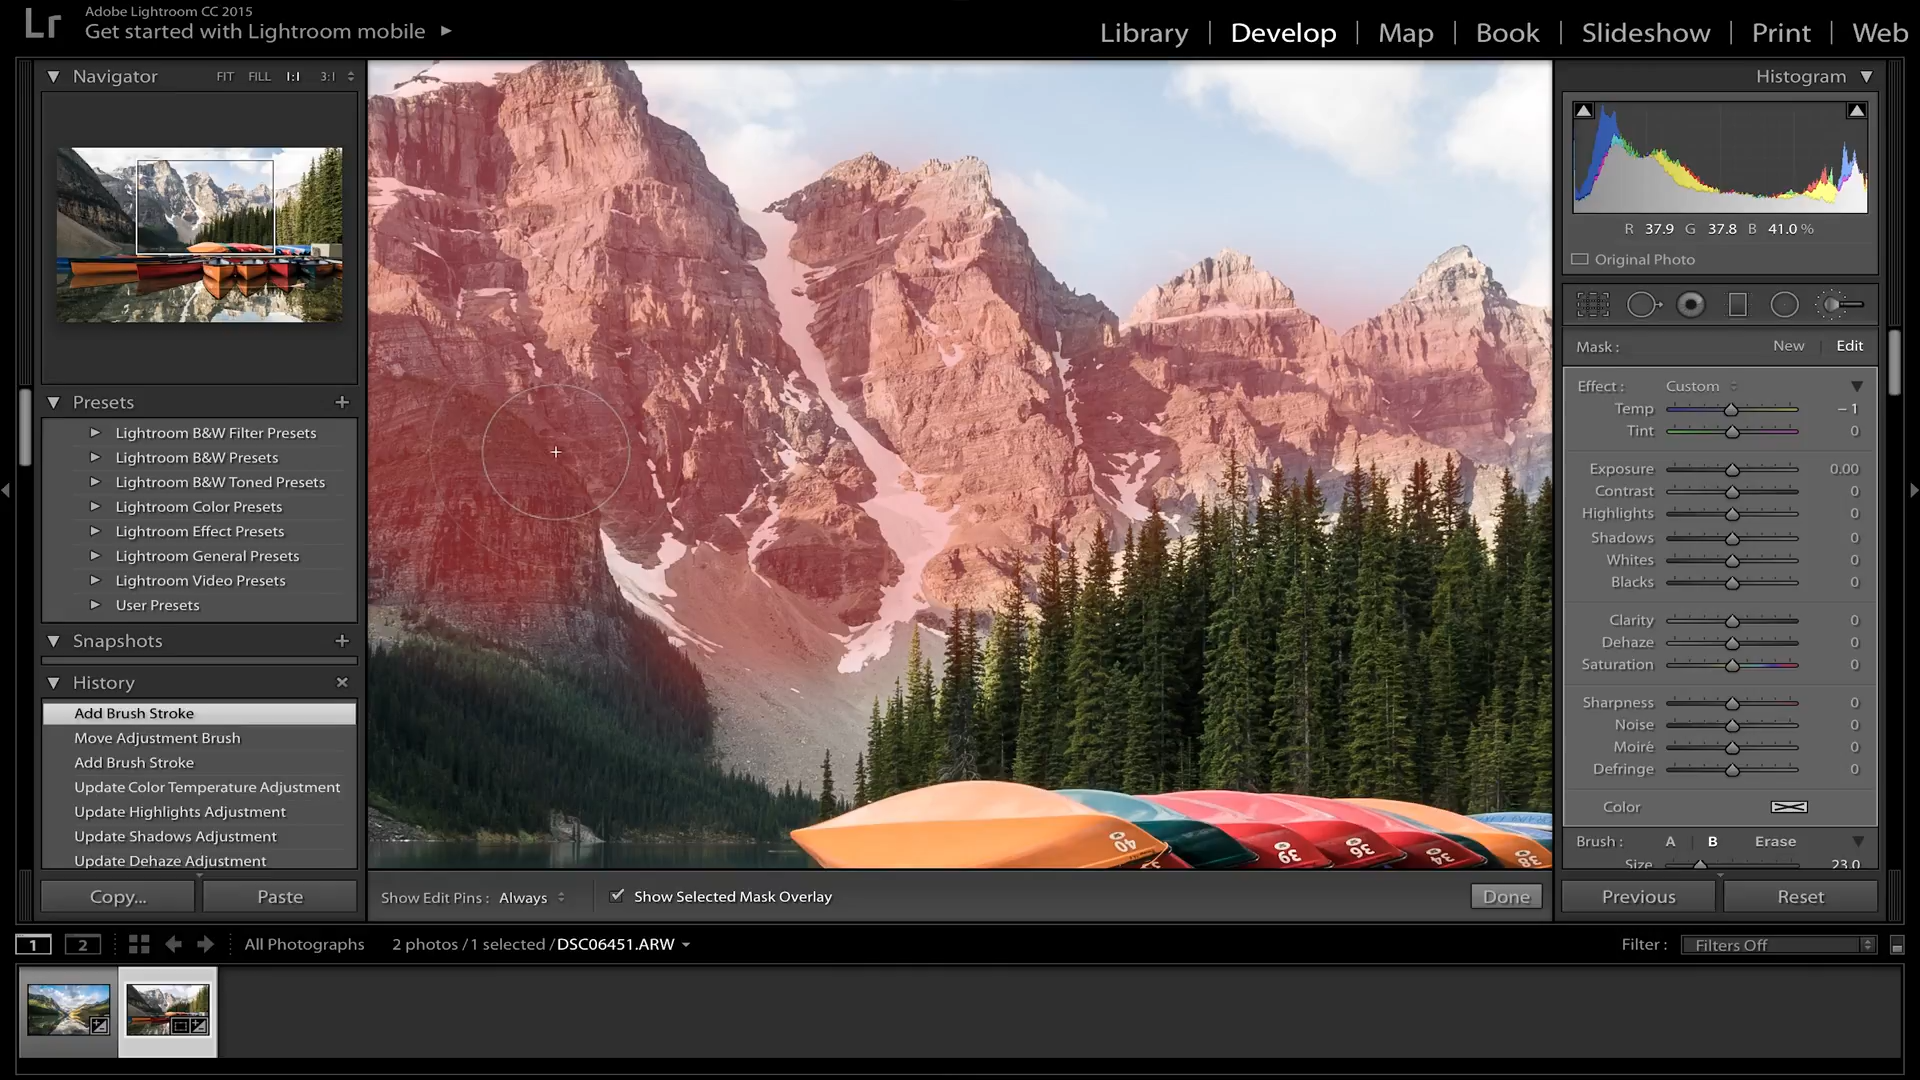 Lr
Adobe Lightroom CC 2015
Get started with Lightroom mobile
Library | Develop | Map | Book | Slideshow | Print | Web
Navigator FIT FILL 1:1 3:1
Presets
Lightroom B&W Filter Presets
Lightroom B&W Presets
Lightroom B&W Toned Presets
Lightroom Color Presets
Lightroom Effect Presets
Lightroom General Presets
Lightroom Video Presets
User Presets
Snapshots
History
Add Brush Stroke
Move Adjustment Brush
Add Brush Stroke
Update Color Temperature Adjustment
Update Highlights Adjustment
Update Shadows Adjustment
Update Dehaze Adjustment
Copy... Paste
40
39
36
34
38
Show Edit Pins : Always
Show Selected Mask Overlay
Done
Histogram
R 37.9 G 37.8 B 41.0 %
Original Photo
Mask : New | Edit
Effect : Custom
Temp – 1
Tint 0
Exposure 0.00
Contrast 0
Highlights 0
Shadows 0
Whites 0
Blacks 0
Clarity 0
Dehaze 0
Saturation 0
Sharpness 0
Noise 0
Moiré 0
Defringe 0
Color
Brush : A | B Erase
Size 23.0
Previous Reset
1 2 All Photographs 2 photos / 1 selected / DSC06451.ARW
Filter : Filters Off